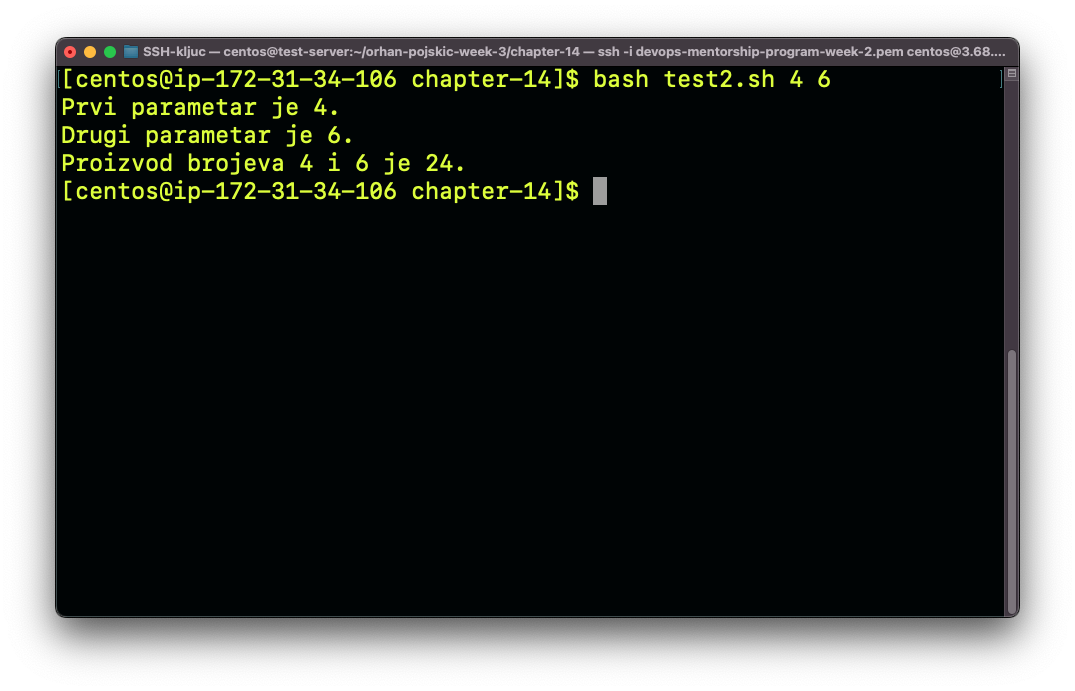 SSH-kljuc — centos@test-server:~/orhan-pojskic-week-3/chapter-14 — ssh -i devops-mentorship-program-week-2.pem centos@3.68....
[centos@ip-172-31-34-106 chapter-14]$ bash test2.sh 4 6
Prvi parametar je 4.
Drugi parametar je 6.
Proizvod brojeva 4 i 6 je 24.
[centos@ip-172-31-34-106 chapter-14]$